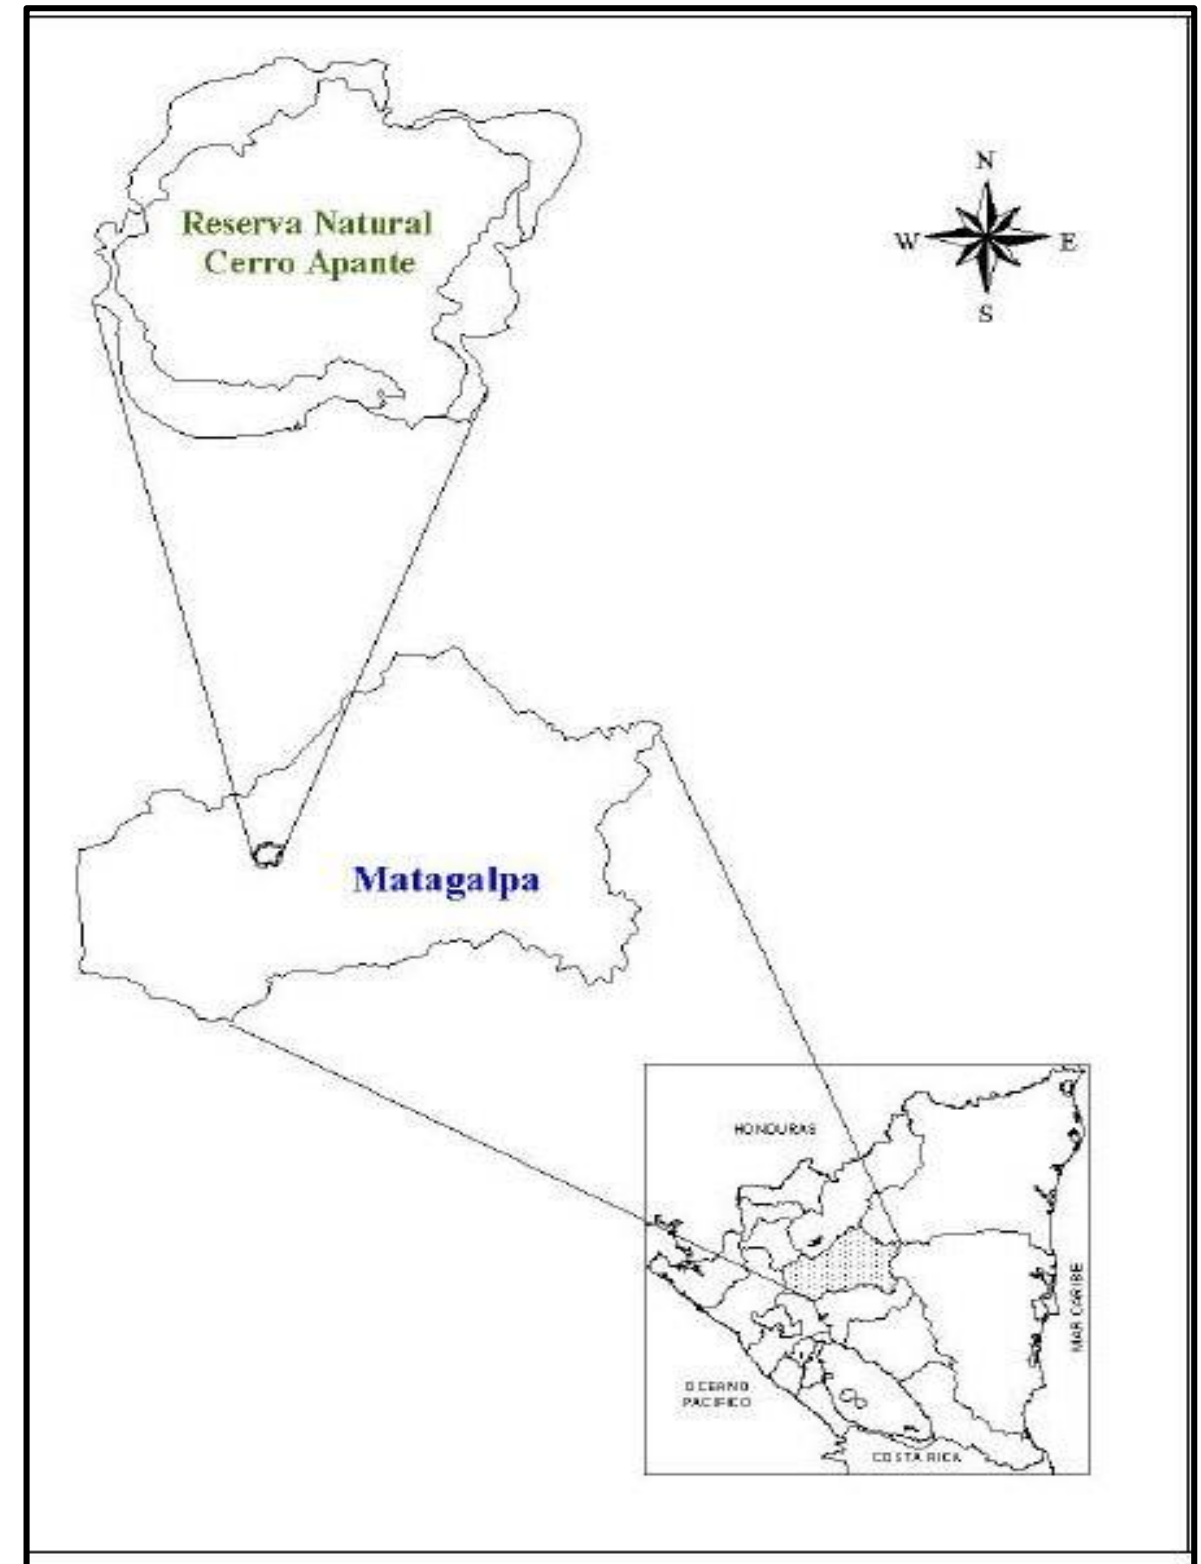 N
W
E
S
Reserva Natural
Cerro Apante
Matagalpa
HONDURAS
MAR CARIBE
OCEANO
PACIFICO
COSTA RICA